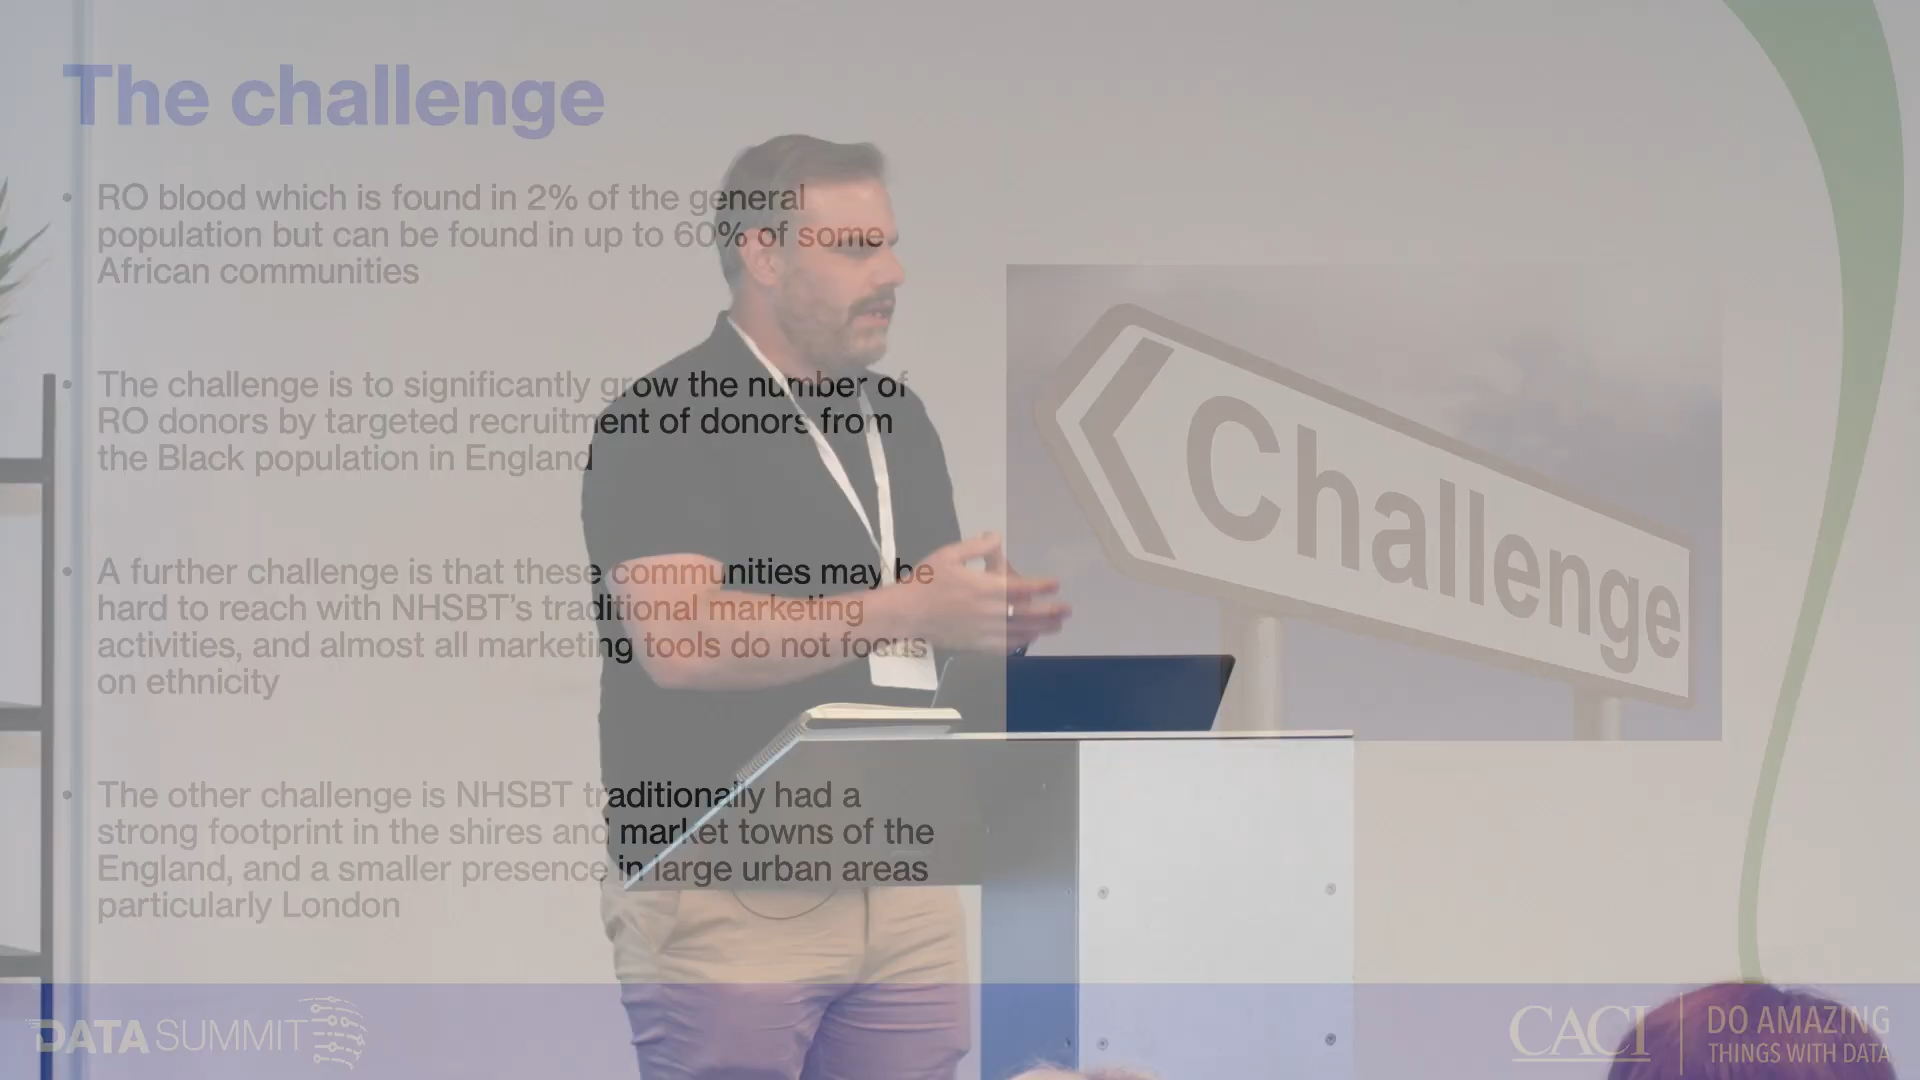 The challenge
• RO blood which is found in 2% of the general
population but can be found in up to 60% of some
African communities
• The challenge is to significantly grow the number of
RO donors by targeted recruitment of donors from
the Black population in England
• A further challenge is that these communities may be
hard to reach with NHSBT's traditional marketing
activities, and almost all marketing tools do not focus
on ethnicity
• The other challenge is NHSBT traditionally had a
strong footprint in the shires and market towns of the
England, and a smaller presence in large urban areas
particularly London
Challenge
DATA SUMMIT
CACI
DO AMAZING
THINGS WITH DATA